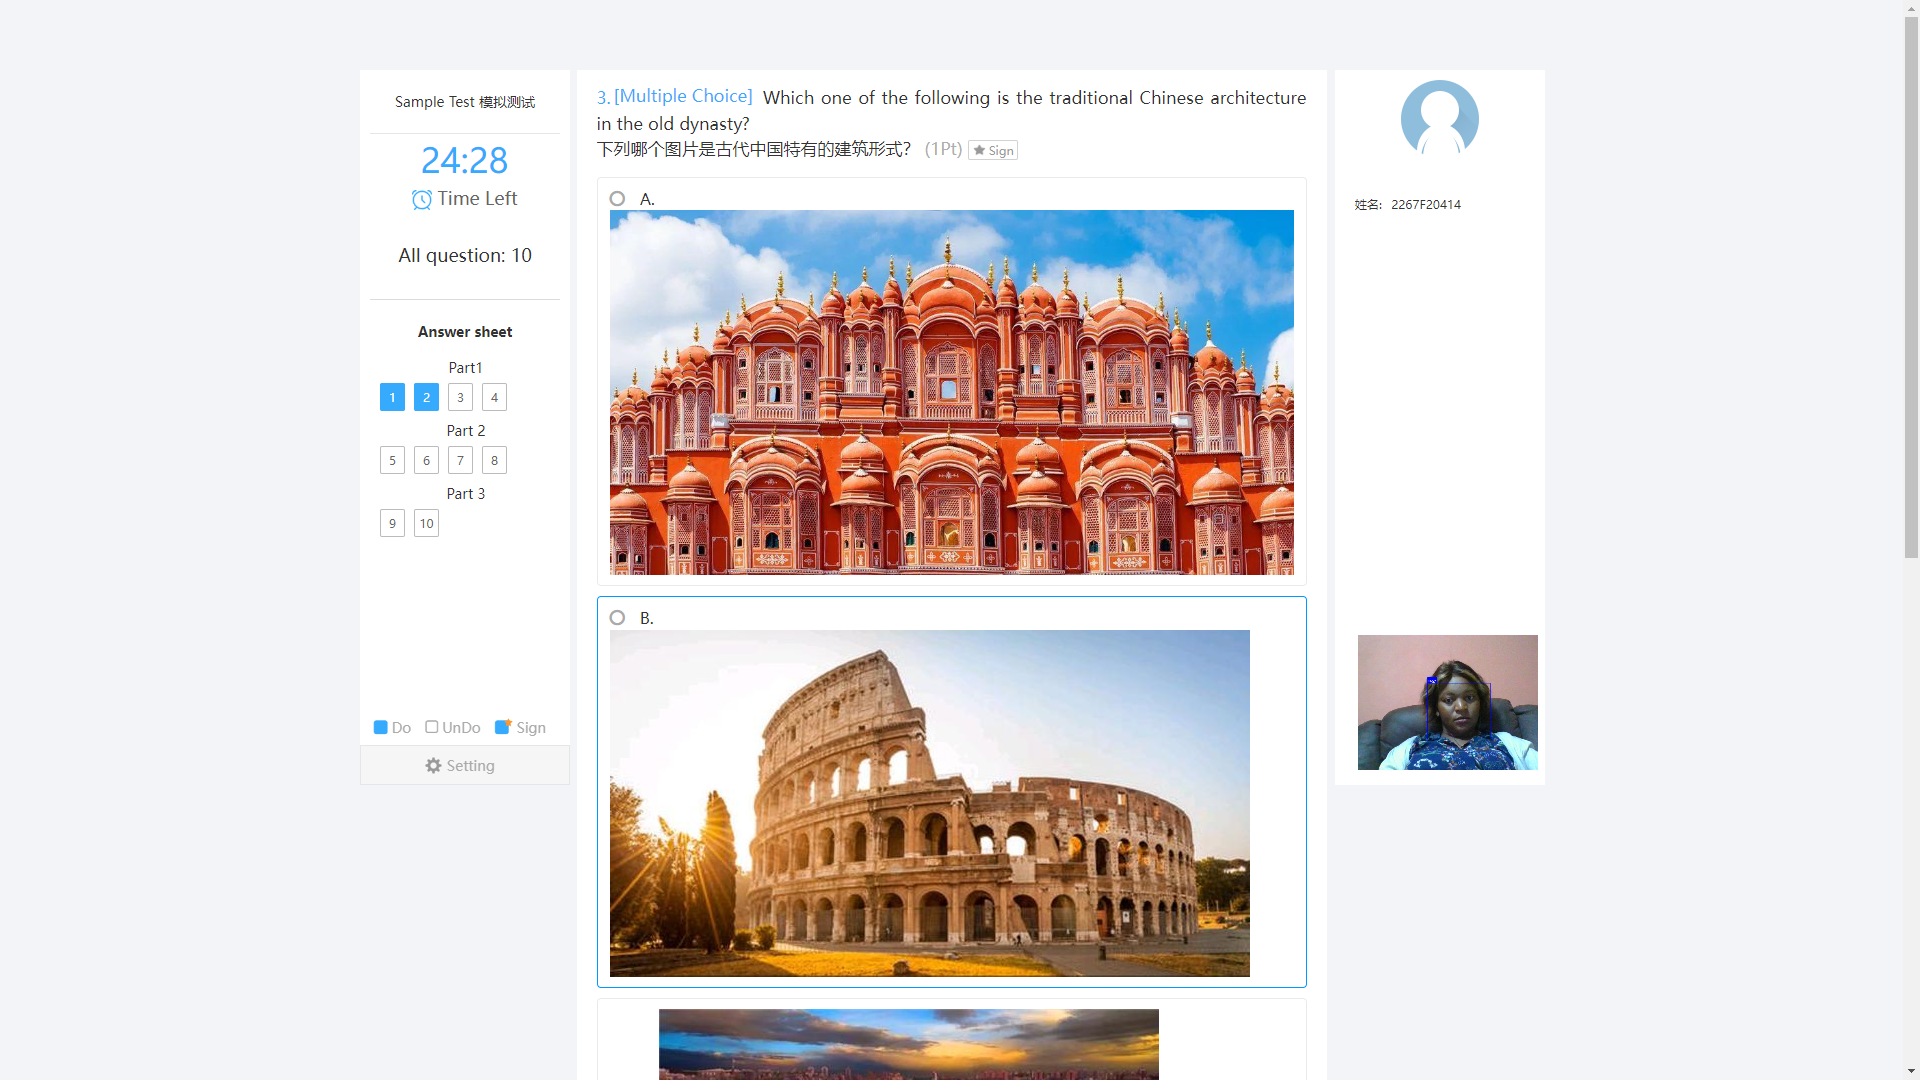 Sample Test 模拟测试
24:28
Time Left
All question: 10
Answer sheet
Part1
1 2 3 4
Part 2
5 6 7 8
Part 3
9 10
Do UnDo Sign
Setting
3. [Multiple Choice] Which one of the following is the traditional Chinese architecture
in the old dynasty?
下列哪个图片是古代中国特有的建筑形式? (1Pt) Sign
A.
B.
姓名: 2267F20414